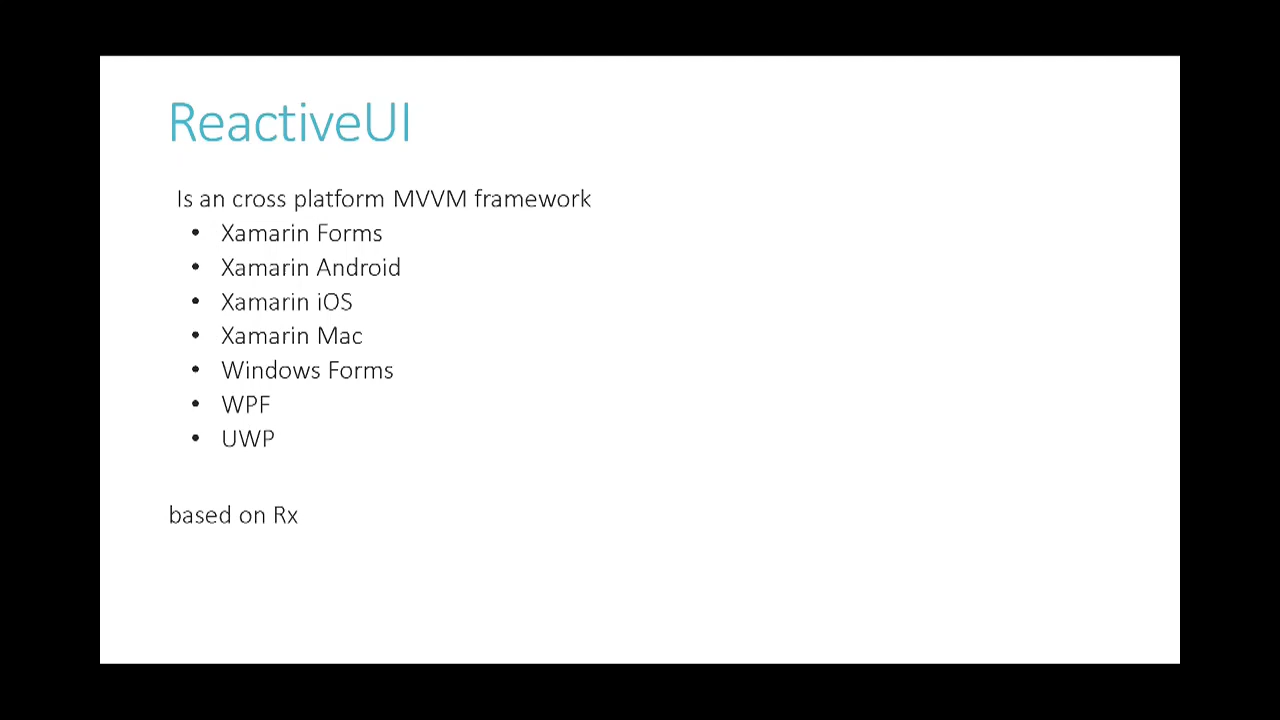 ReactiveUI
Is an cross platform MVVM framework
• Xamarin Forms
• Xamarin Android
• Xamarin iOS
• Xamarin Mac
• Windows Forms
• WPF
• UWP
based on Rx